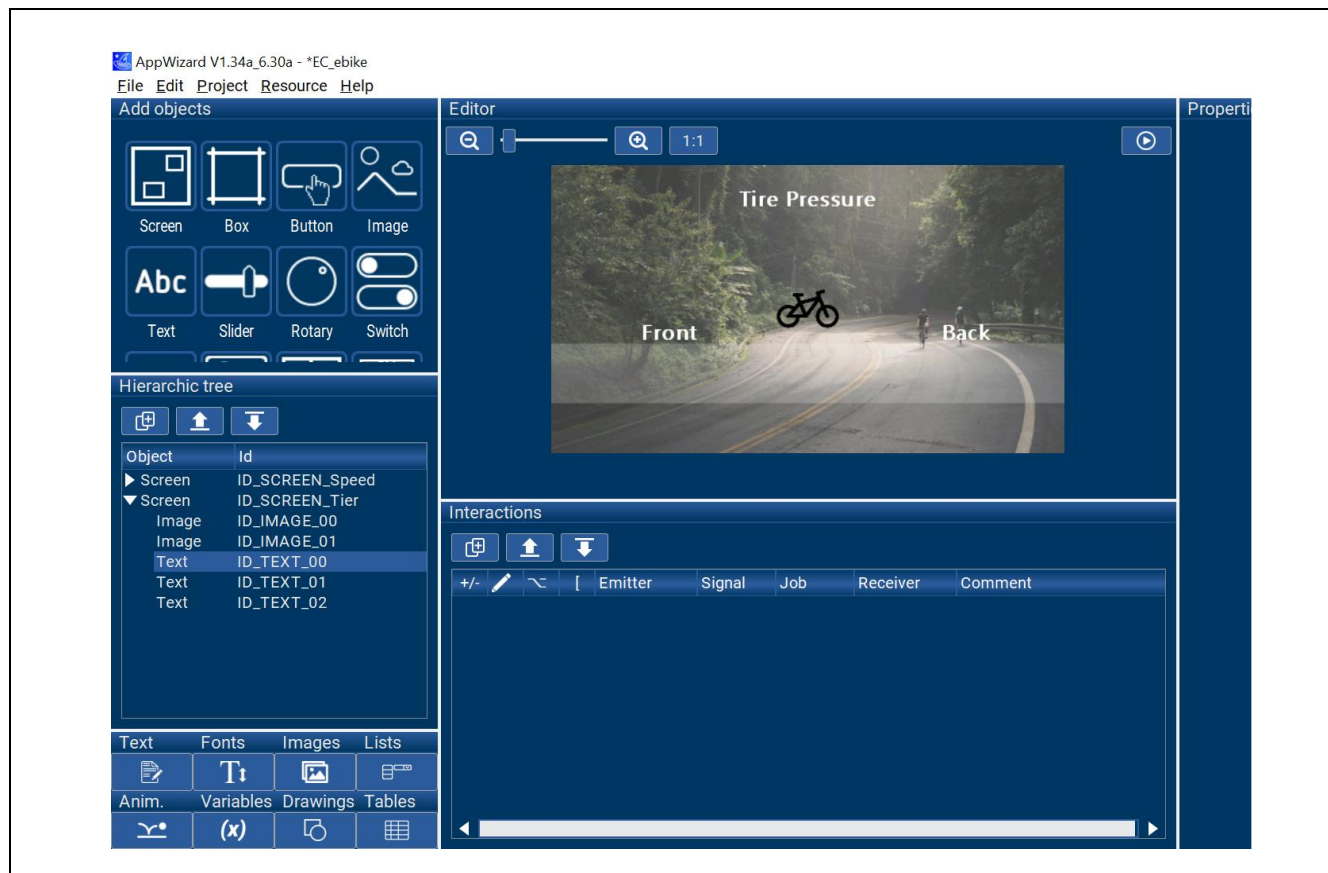 AppWizard V1.34a_6.30a - *EC_ebike
File Edit Project Resource Help
Add objects
Screen Box Button Image
Abc
Text Slider Rotary Switch
Hierarchic tree
Object Id
Screen ID_SCREEN_Speed
Screen ID_SCREEN_Tier
Image ID_IMAGE_00
Image ID_IMAGE_01
Text ID_TEXT_00
Text ID_TEXT_01
Text ID_TEXT_02
Text Fonts Images Lists
Anim. Variables Drawings Tables
(x)
Editor
1:1
Tire Pressure
Front Back
Interactions
+/- [ Emitter Signal Job Receiver Comment
Properti